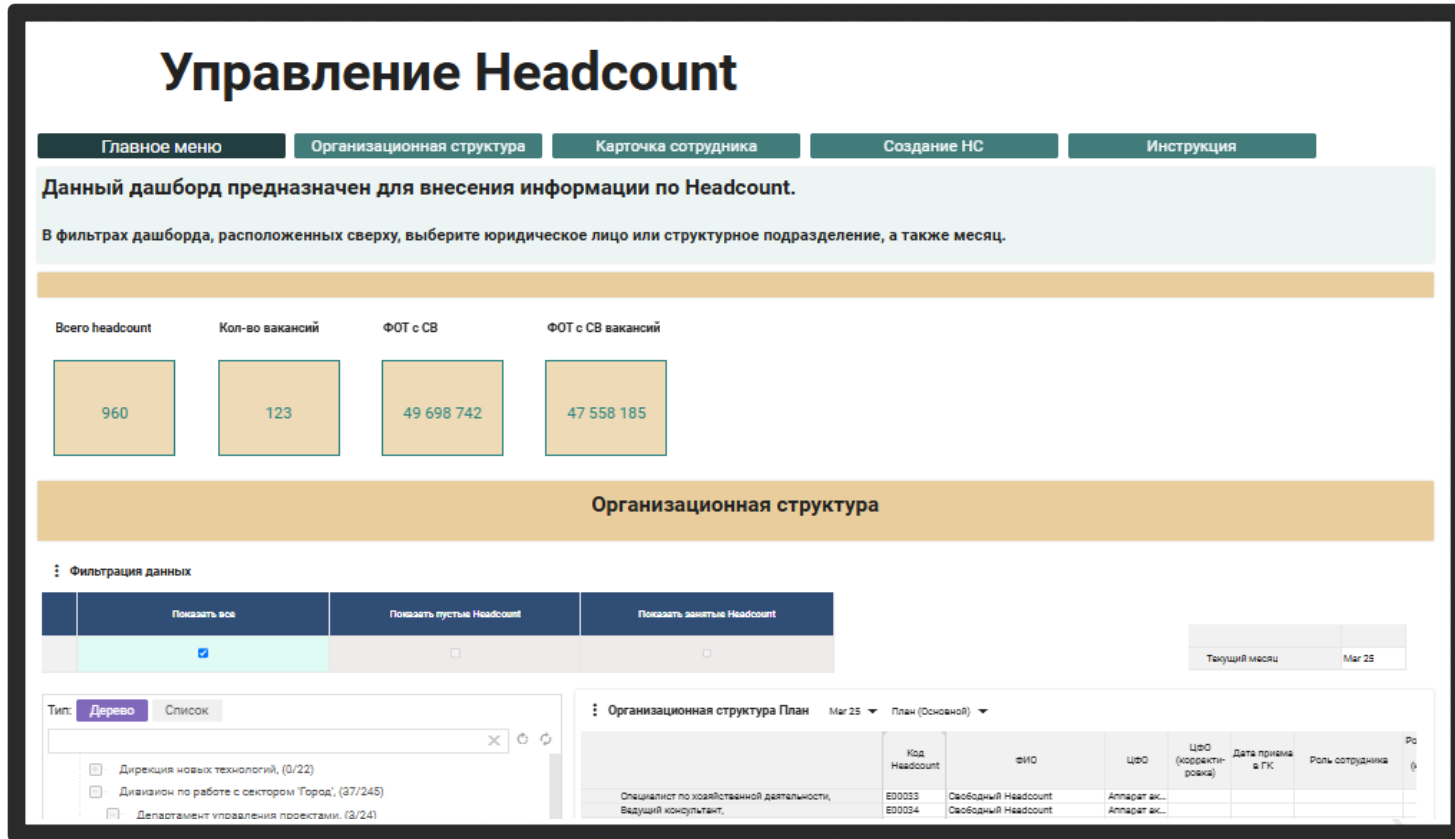 Управление Headcount
Главное меню Организационная структура Карточка сотрудника Создание НС Инструкция
Данный дашборд предназначен для внесения информации по Headcount.
В фильтрах дашборда, расположенных сверху, выберите юридическое лицо или структурное подразделение, а также месяц.
Всего headcount Кол-во вакансий ФОТ с СВ ФОТ с СВ вакансий
960 123 49 698 742 47 558 185
Организационная структура
Фильтрация данных
Показать все Показать пустые Headcount Показать занятые Headcount
Текущий месяц Mar 25
Тип: Дерево Список
Дирекция новых технологий, (0/22)
Дивизион по работе с сектором 'Город', (37/245)
Департамент управления проектами, (3/24)
Организационная структура План Mar 25 План (Основной)
Код Headcount ФИО ЦФО ЦФО (корректи-ровка) Дата приема в ГК Роль сотрудника
Специалист по хозяйственной деятельности, E00033 Свободный Headcount Аппарат ак...
Ведущий консультант, E00034 Свободный Headcount Аппарат ак...